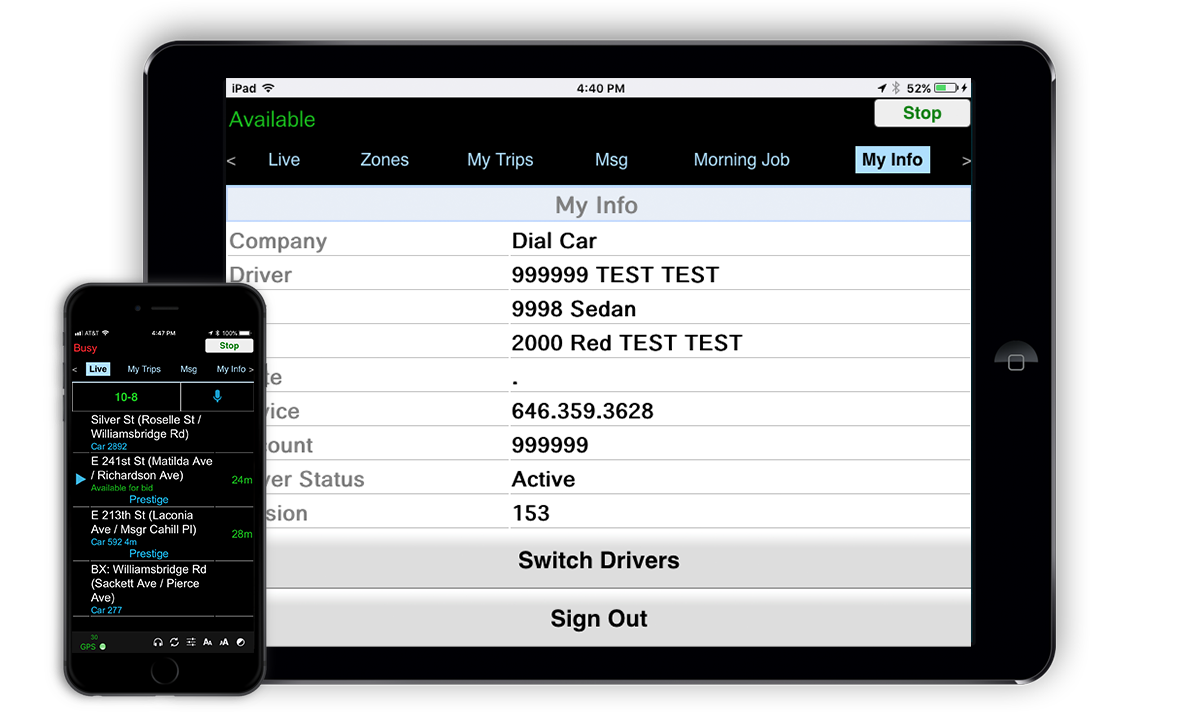 iPad 4:40 PM 52%
Available Stop
< Live Zones My Trips Msg Morning Job My Info >
My Info
Company Dial Car
Driver 999999 TEST TEST
9998 Sedan
2000 Red TEST TEST
te .
vice 646.359.3628
ount 999999
ver Status Active
sion 153
Switch Drivers
Sign Out
AT&T 4:47 PM 100%
Busy Stop
< Live My Trips Msg My Info >
10-8
Silver St (Roselle St /
Williamsbridge Rd)
Car 2892
E 241st St (Matilda Ave
/ Richardson Ave) 24m
Available for bid
Prestige
E 213th St (Laconia
Ave / Msgr Cahill Pl) 28m
Car 592 4m
Prestige
BX: Williamsbridge Rd
(Sackett Ave / Pierce
Ave)
Car 277
30
GPS AA AA